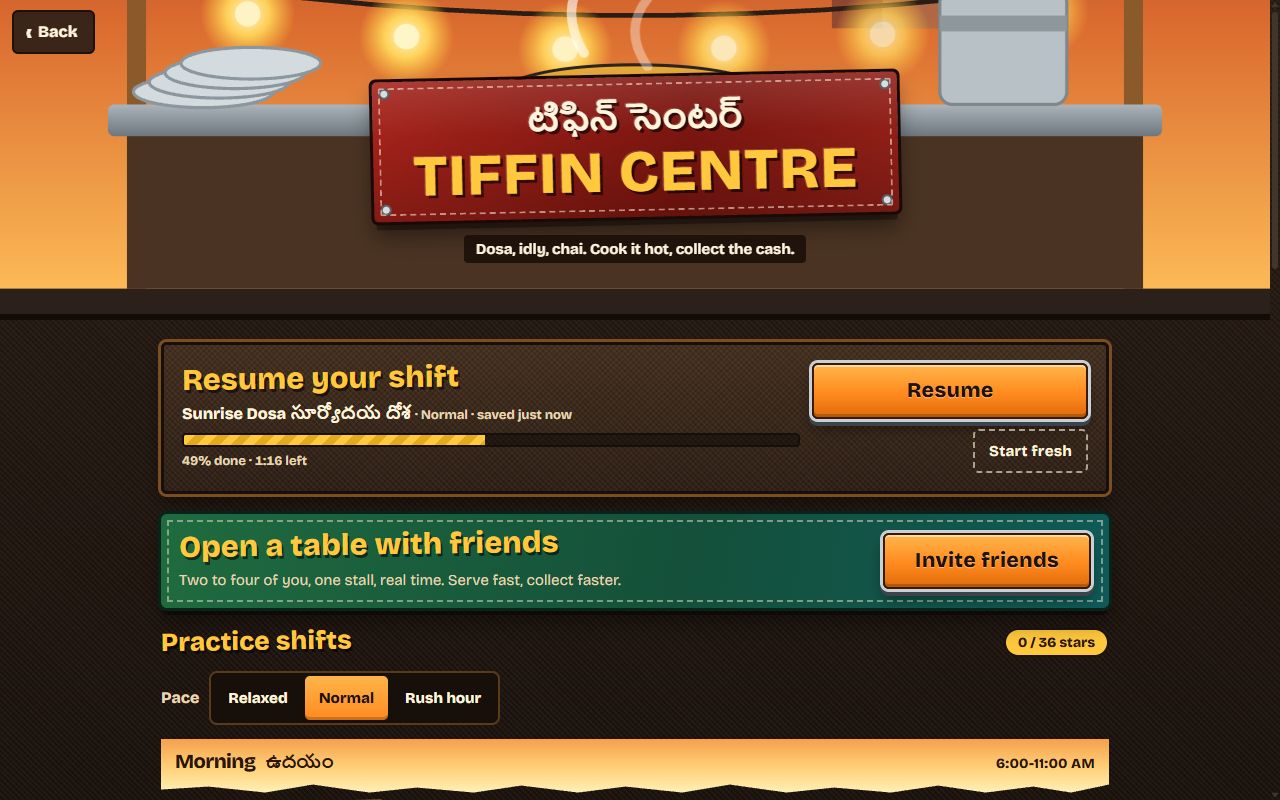 Back
టిఫిన్ సెంటర్
TIFFIN CENTRE
Dosa, idly, chai. Cook it hot, collect the cash.
Resume your shift
Sunrise Dosa సూర్యోదయ దోశ · Normal · saved just now
49% done · 1:16 left
Resume
Start fresh
Open a table with friends
Two to four of you, one stall, real time. Serve fast, collect faster.
Invite friends
Practice shifts
0 / 36 stars
Pace Relaxed Normal Rush hour
Morning ఉదయం 6:00-11:00 AM